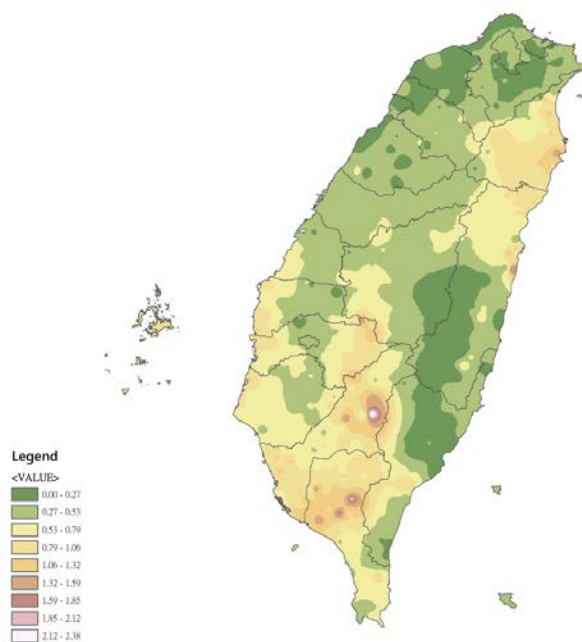 Legend
<VALUE>
0.00 - 0.27
0.27 - 0.53
0.53 - 0.79
0.79 - 1.06
1.06 - 1.32
1.32 - 1.59
1.59 - 1.85
1.85 - 2.12
2.12 - 2.38